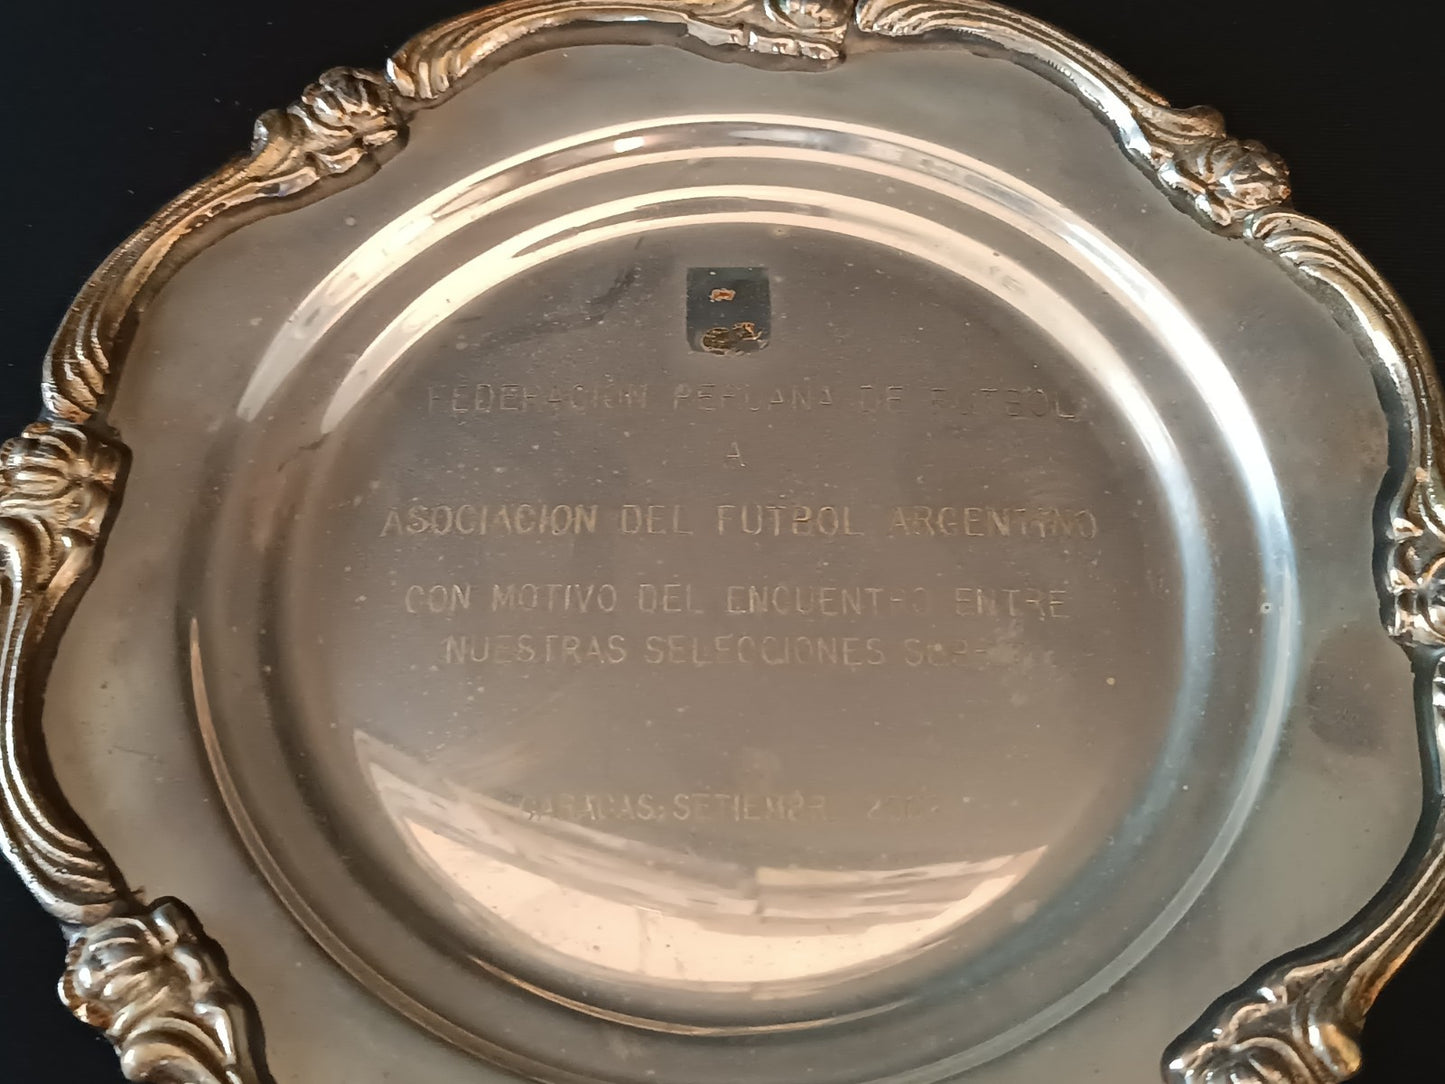 FEDERACION PERUANA DE FUTBOL
A
ASOCIACION DEL FUTBOL ARGENTINO
CON MOTIVO DEL ENCUENTRO ENTRE
NUESTRAS SELECCIONES
CARACAS, SETIEMBRE